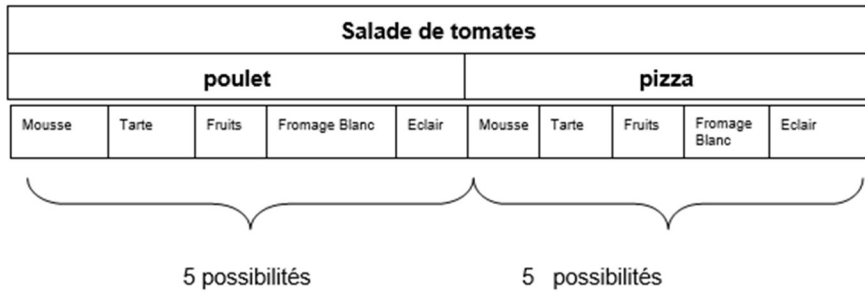 Salade de tomates
poulet pizza
Mousse Tarte Fruits Fromage Blanc Eclair Mousse Tarte Fruits Fromage Blanc Eclair
5 possibilités 5 possibilités